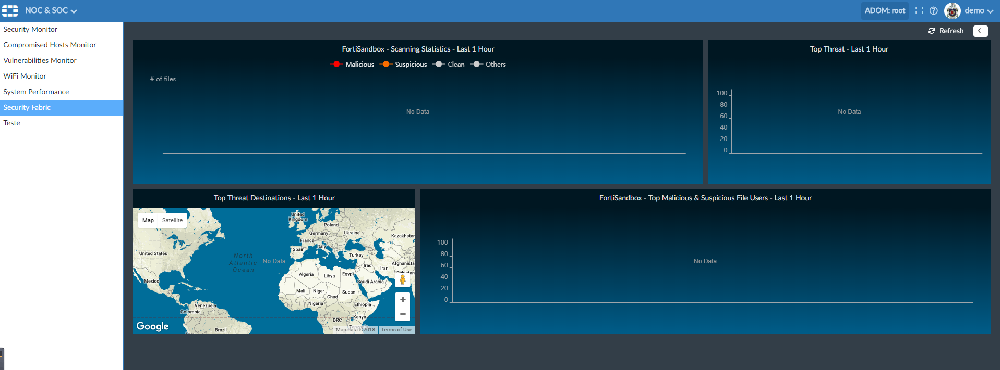 NOC & SOC
ADOM: root
demo
Security Monitor
Compromised Hosts Monitor
Vulnerabilities Monitor
WiFi Monitor
System Performance
Security Fabric
Teste
Refresh
FortiSandbox - Scanning Statistics - Last 1 Hour
Malicious Suspicious Clean Others
# of files
No Data
Top Threat - Last 1 Hour
100
80
60
40
20
0
No Data
Top Threat Destinations - Last 1 Hour
Map Satellite
United
Kingdom
Poland
Germany
Ukraine
Kazakhstan
France
Italy
Spain
United States
Turkey
North
Atlantic
Ocean
No Data
Iraq
Iran
Afghanistan
Pakistan
Algeria
Libya
Egypt
Saudi Arabia
Mexico
Mali
Niger
Chad
Sudan
Nigeria
Ethiopia
Venezuela
Colombia
Kenya
DRC
Tanzania
Brazil
Google
Map data ©2018
Terms of Use
FortiSandbox - Top Malicious & Suspicious File Users - Last 1 Hour
100
80
60
40
20
0
No Data